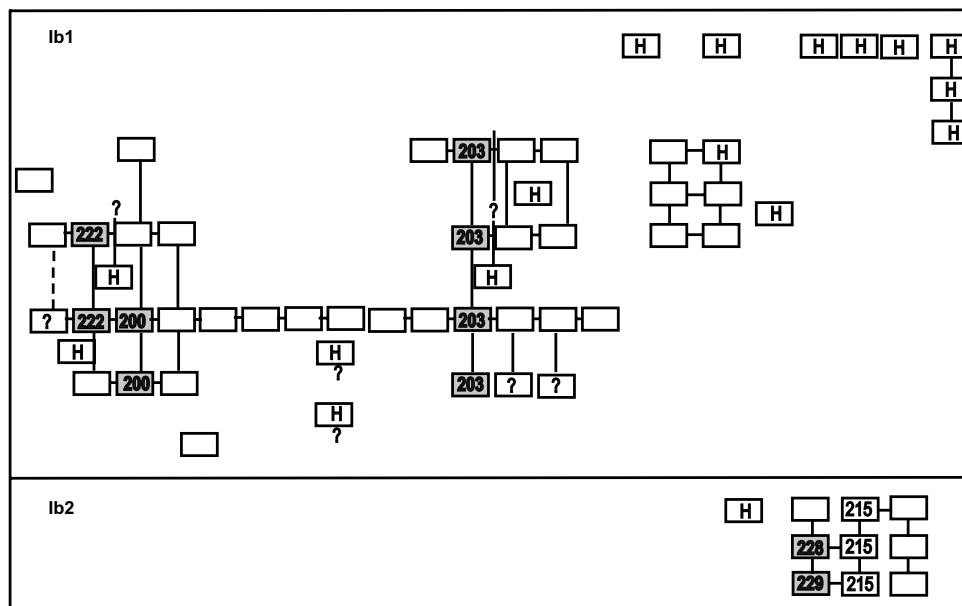 Ib1
H H H H H H
H
203 H
?
H
? ?
222 203
H H
? 222 200 203
H H
?
200 203 ? ?
H
?
Ib2
H 215
228 215
229 215